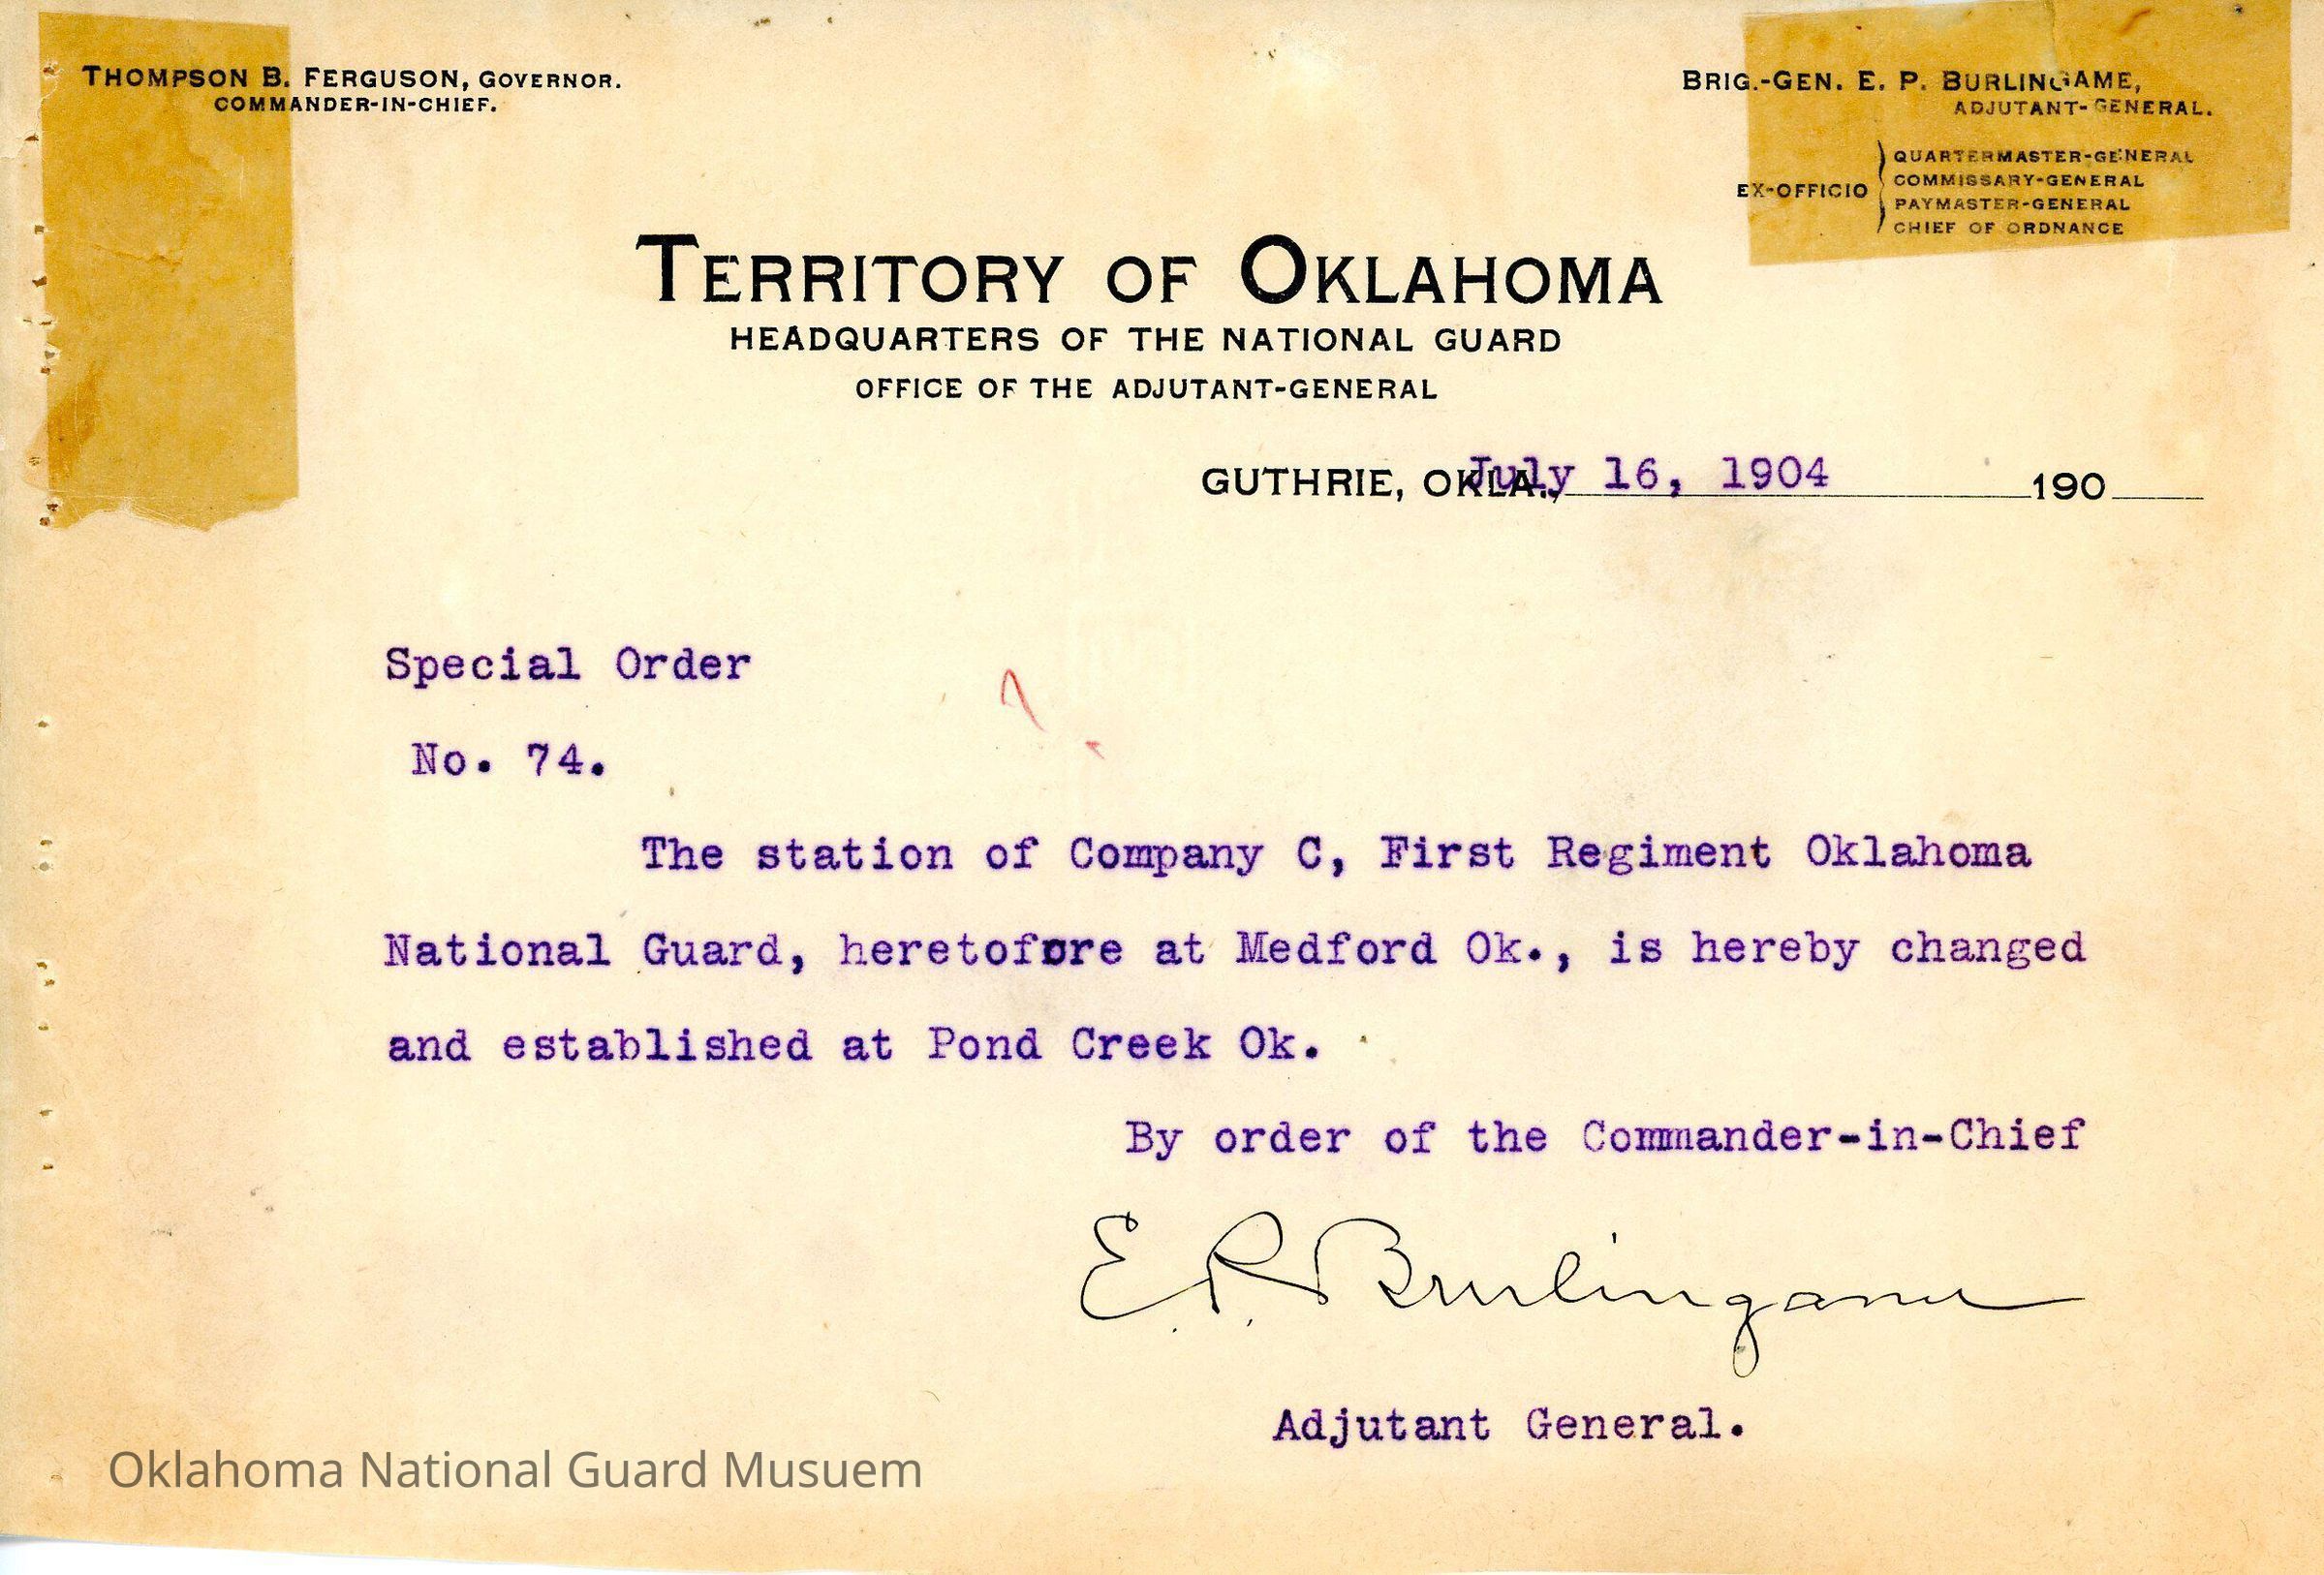 THOMPSON B. FERGUSON, GOVERNOR.
COMMANDER-IN-CHIEF.
BRIG.-GEN. E. P. BURLINGAME,
ADJUTANT-GENERAL.
EX-OFFICIO
QUARTERMASTER-GENERAL
COMMISSARY-GENERAL
PAYMASTER-GENERAL
CHIEF OF ORDNANCE
TERRITORY OF OKLAHOMA
HEADQUARTERS OF THE NATIONAL GUARD
OFFICE OF THE ADJUTANT-GENERAL
GUTHRIE, OKLA., July 16, 1904 190
Special Order
No. 74.
The station of Company C, First Regiment Oklahoma
National Guard, heretofore at Medford Ok., is hereby changed
and established at Pond Creek Ok.
By order of the Commander-in-Chief
E. P. Burlingame
Adjutant General.
Oklahoma National Guard Musuem